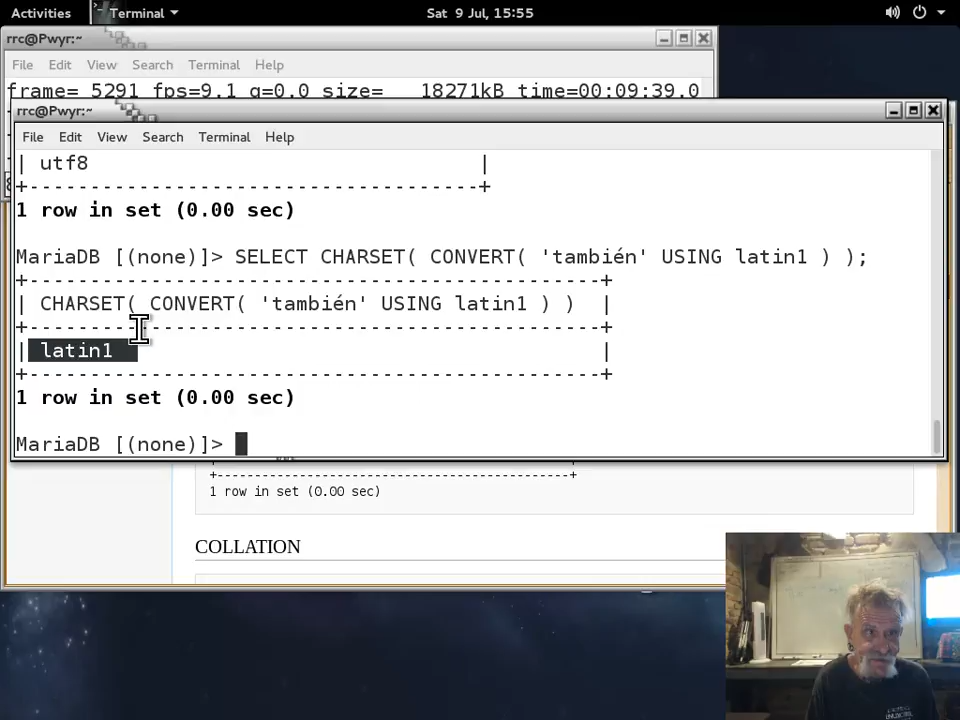 Activities Terminal Sat 9 Jul, 15:55
rrc@Pwyr:~
File Edit View Search Terminal Help
frame= 5291 fps=9.1 q=0.0 size= 18271kB time=00:09:39.0
rrc@Pwyr:~
File Edit View Search Terminal Help
| utf8 |
+-------------------------------------+
1 row in set (0.00 sec)
MariaDB [(none)]> SELECT CHARSET( CONVERT( 'también' USING latin1 ) );
+-----------------------------------------------+
| CHARSET( CONVERT( 'también' USING latin1 ) ) |
+-----------------------------------------------+
| latin1 |
+-----------------------------------------------+
1 row in set (0.00 sec)
MariaDB [(none)]>
+-----------------------------------------------+
1 row in set (0.00 sec)
COLLATION